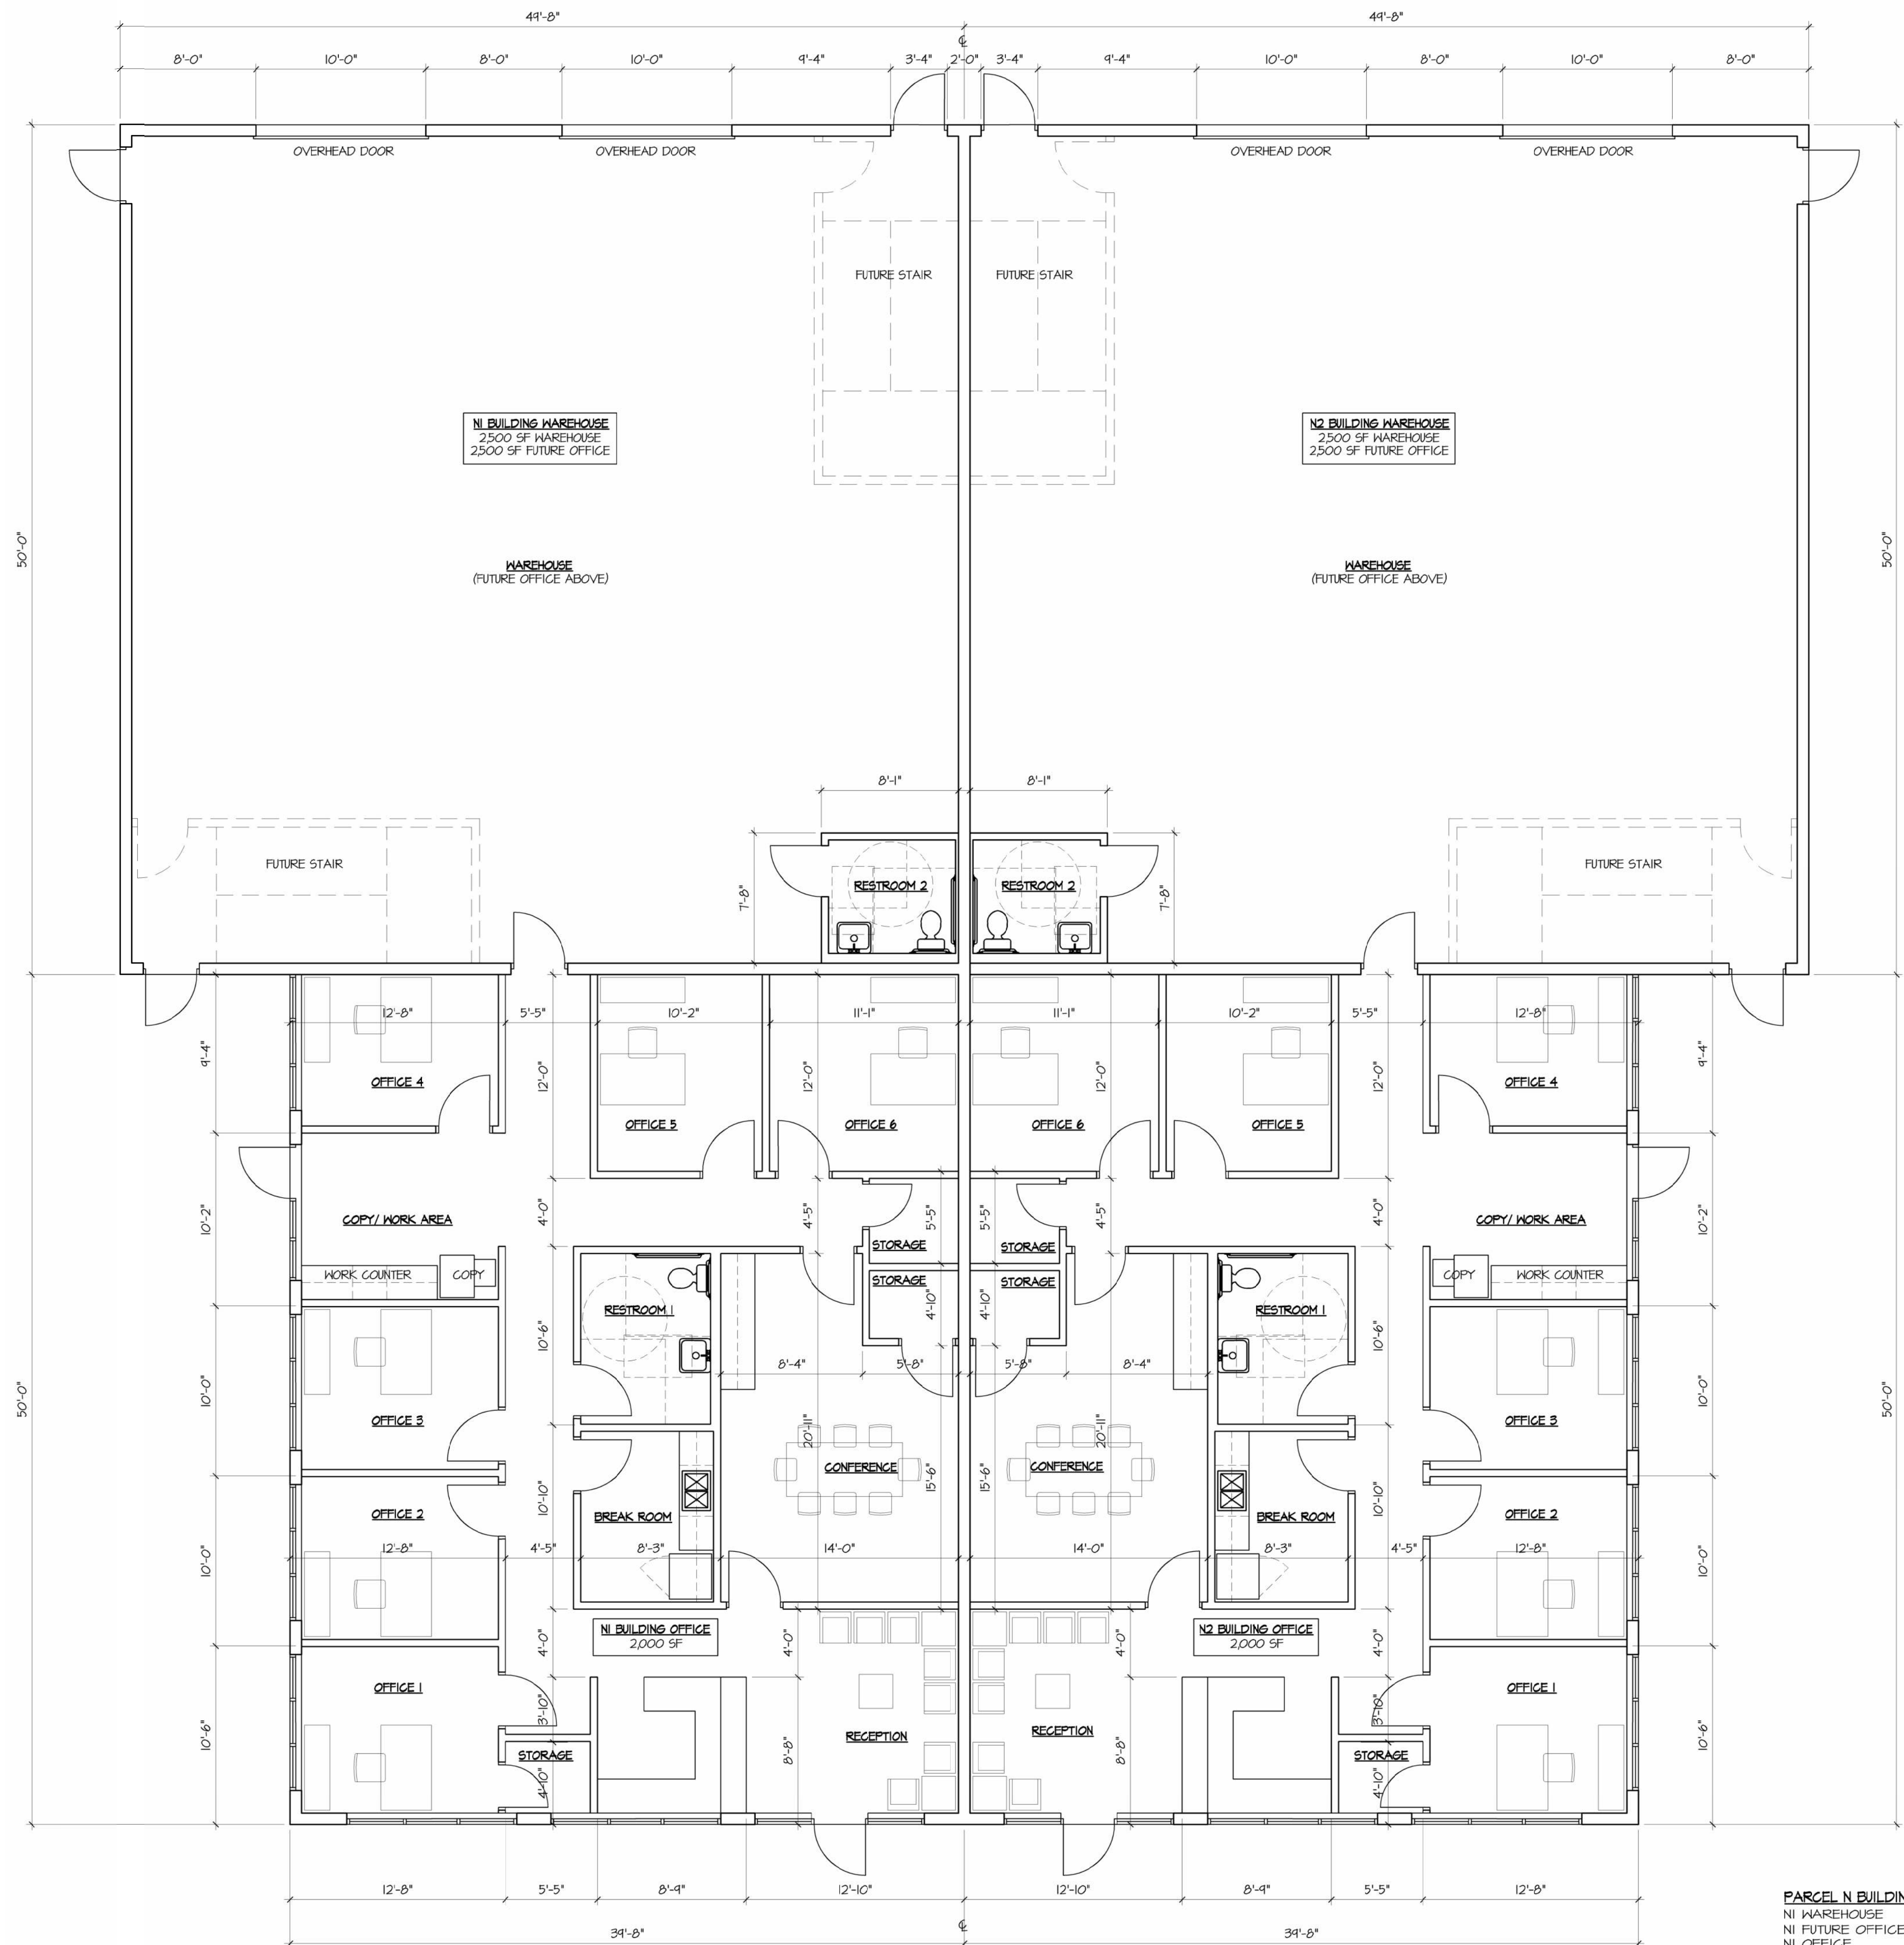 49'-8" 49'-8"
℄
8'-0" 10'-0" 8'-0" 10'-0" 9'-4" 3'-4" 2'-0" 3'-4" 9'-4" 10'-0" 8'-0" 10'-0" 8'-0"
OVERHEAD DOOR OVERHEAD DOOR OVERHEAD DOOR OVERHEAD DOOR
FUTURE STAIR FUTURE STAIR
N1 BUILDING WAREHOUSE
2,500 SF WAREHOUSE
2,500 SF FUTURE OFFICE
N2 BUILDING WAREHOUSE
2,500 SF WAREHOUSE
2,500 SF FUTURE OFFICE
50'-0" 50'-0"
WAREHOUSE
(FUTURE OFFICE ABOVE)
WAREHOUSE
(FUTURE OFFICE ABOVE)
8'-1" 8'-1"
FUTURE STAIR FUTURE STAIR
7'-8" RESTROOM 2 RESTROOM 2 7'-8"
12'-8" 5'-5" 10'-2" 11'-1" 11'-1" 10'-2" 5'-5" 12'-8"
9'-4" 12'-0" 12'-0" 12'-0" 12'-0" 9'-4"
OFFICE 4 OFFICE 4
OFFICE 5 OFFICE 6 OFFICE 6 OFFICE 5
10'-2" COPY/ WORK AREA 4'-0" 4'-5" 5'-5" 5'-5" 4'-5" 4'-0" COPY/ WORK AREA 10'-2"
STORAGE STORAGE
WORK COUNTER COPY STORAGE STORAGE COPY WORK COUNTER
4'-10" 4'-10"
RESTROOM 1 RESTROOM 1
10'-6" 10'-6"
8'-4" 5'-8" 5'-8" 8'-4"
10'-0" 10'-0"
50'-0" 50'-0"
OFFICE 3 20'-11" 20'-11" OFFICE 3
CONFERENCE CONFERENCE
15'-6" 15'-6"
OFFICE 2 10'-10" BREAK ROOM BREAK ROOM 10'-10" OFFICE 2
12'-8" 4'-5" 8'-3" 14'-0" 14'-0" 8'-3" 4'-5" 12'-8"
10'-0" 10'-0"
N1 BUILDING OFFICE
2,000 SF
N2 BUILDING OFFICE
2,000 SF
4'-0" 4'-0" 4'-0" 4'-0"
OFFICE 1 OFFICE 1
3'-10" 3'-10"
10'-6" RECEPTION RECEPTION 10'-6"
STORAGE 8'-8" 8'-8" STORAGE
4'-10" 4'-10"
12'-8" 5'-5" 8'-9" 12'-10" 12'-10" 8'-9" 5'-5" 12'-8"
℄
39'-8" 39'-8"
PARCEL N BUILDIN
N1 WAREHOUSE
N1 FUTURE OFFICE
N1 OFFICE